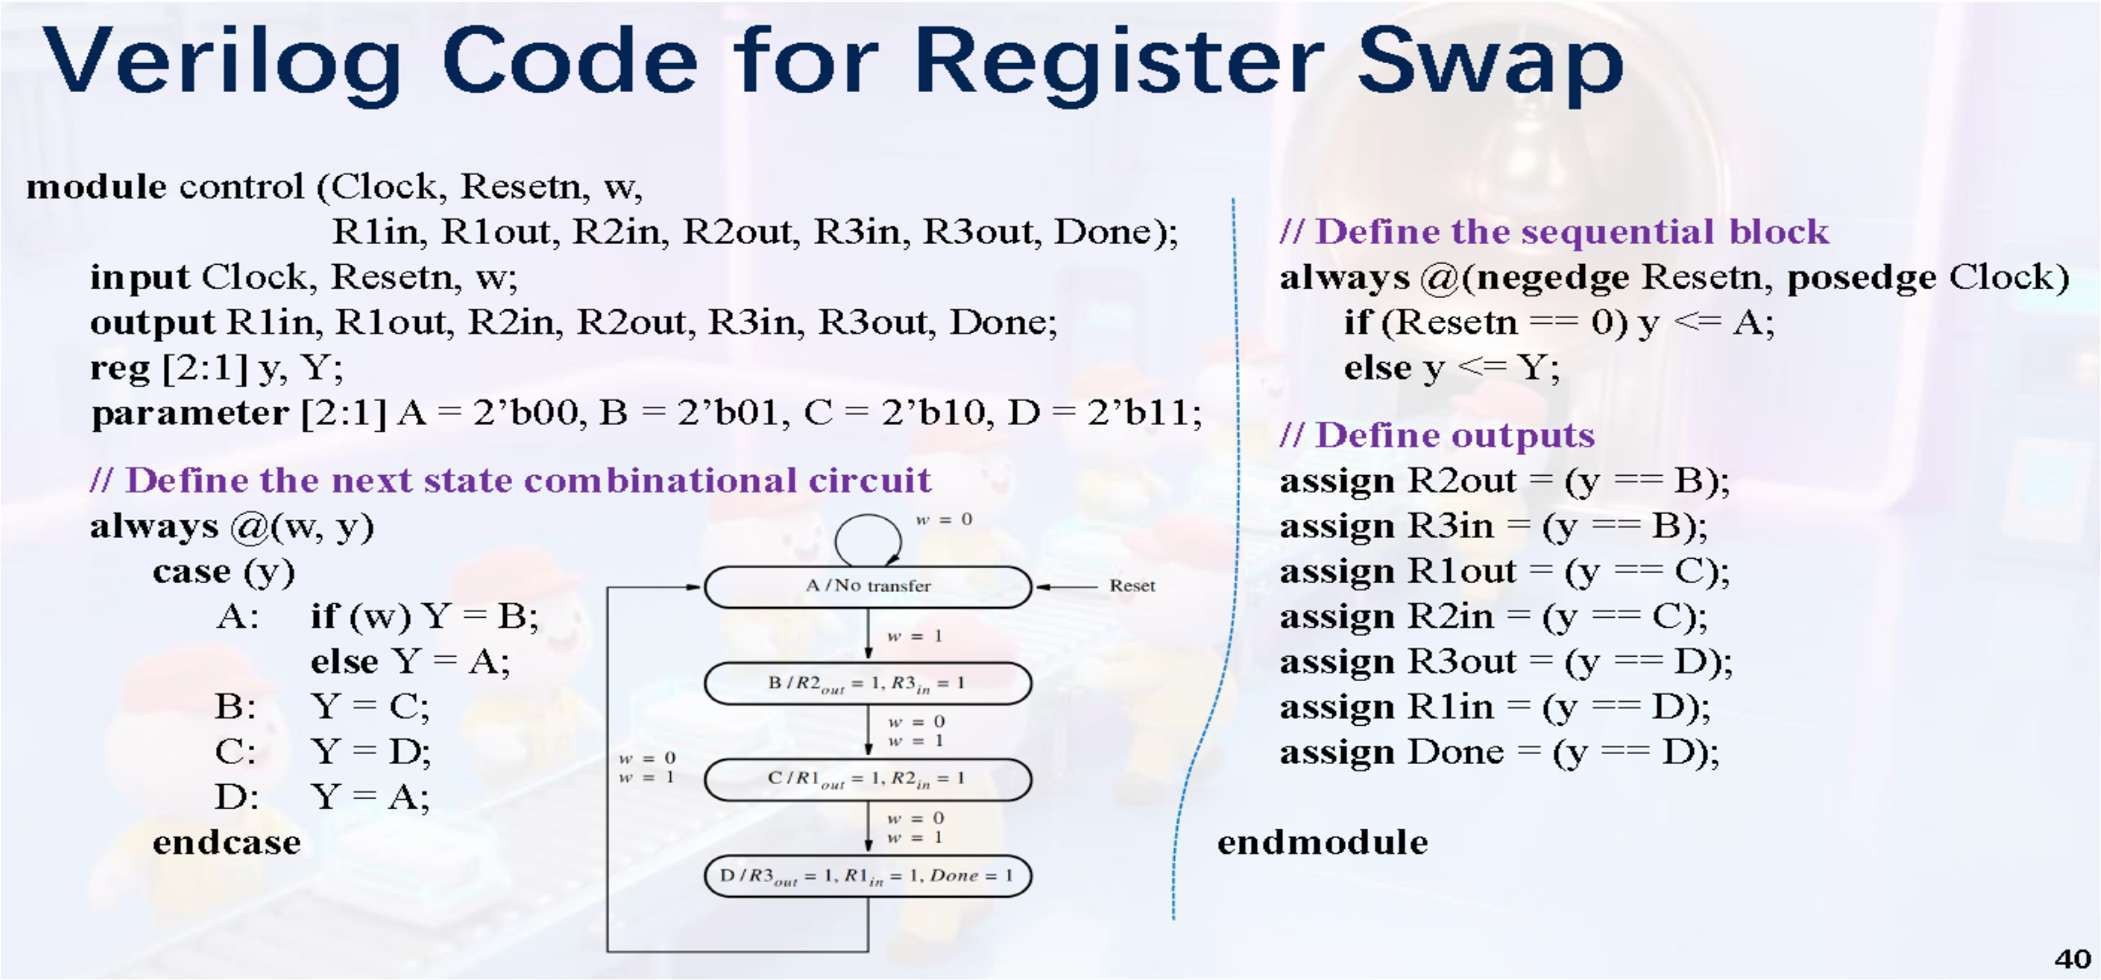 Verilog Code for Register Swap
module control (Clock, Resetn, w,
R1in, R1out, R2in, R2out, R3in, R3out, Done);
input Clock, Resetn, w;
output R1in, R1out, R2in, R2out, R3in, R3out, Done;
reg [2:1] y, Y;
parameter [2:1] A = 2’b00, B = 2’b01, C = 2’b10, D = 2’b11;
// Define the next state combinational circuit
always @(w, y)
case (y)
A: if (w) Y = B;
else Y = A;
B: Y = C;
C: Y = D;
D: Y = A;
endcase
w = 0
A / No transfer
Reset
w = 1
B / R2out = 1, R3in = 1
w = 0
w = 1
w = 0
w = 1
C / R1out = 1, R2in = 1
w = 0
w = 1
D / R3out = 1, R1in = 1, Done = 1
// Define the sequential block
always @(negedge Resetn, posedge Clock)
if (Resetn == 0) y <= A;
else y <= Y;
// Define outputs
assign R2out = (y == B);
assign R3in = (y == B);
assign R1out = (y == C);
assign R2in = (y == C);
assign R3out = (y == D);
assign R1in = (y == D);
assign Done = (y == D);
endmodule
40